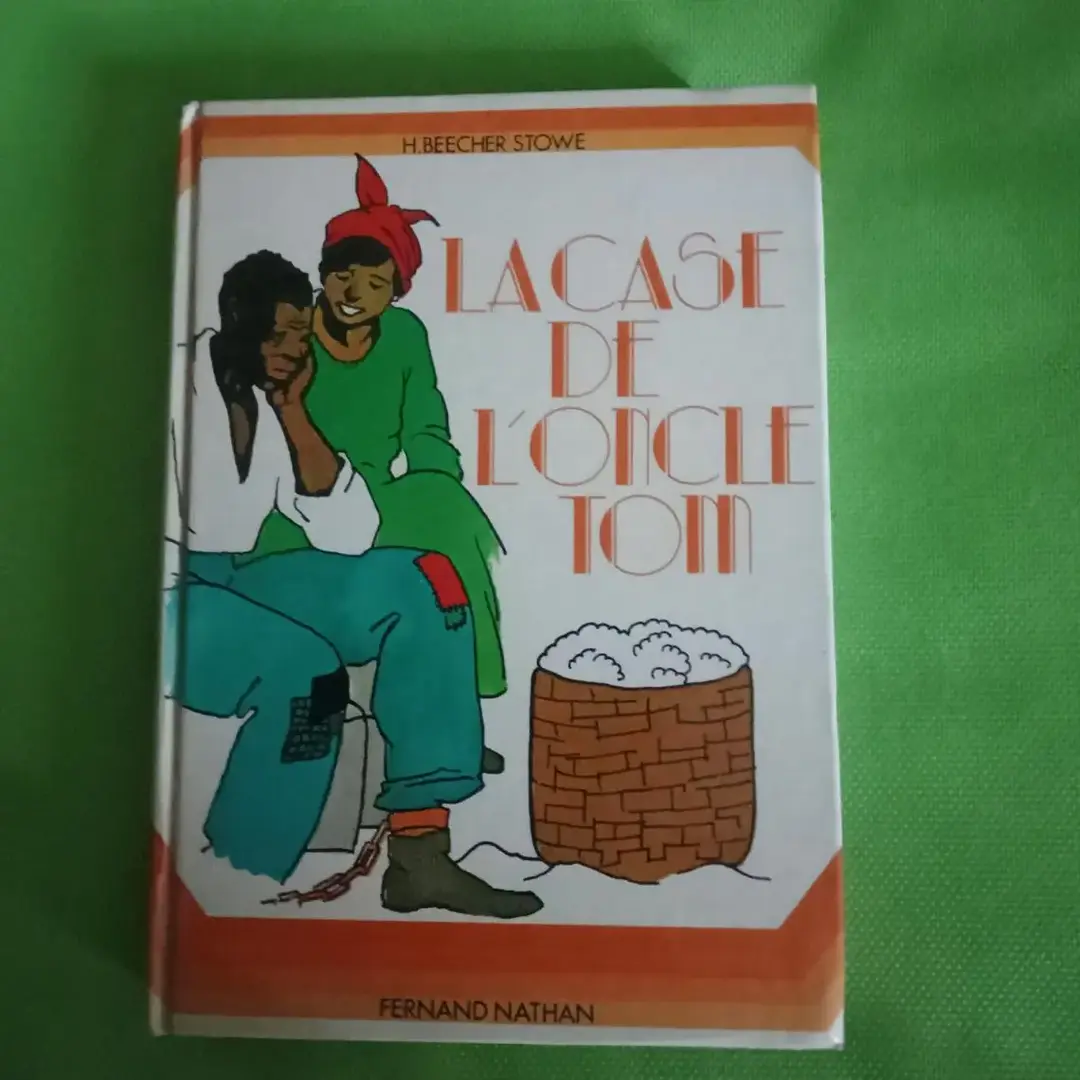 H.BEECHER STOWE
LA CASE
DE
L'ONCLE
TOM
FERNAND NATHAN